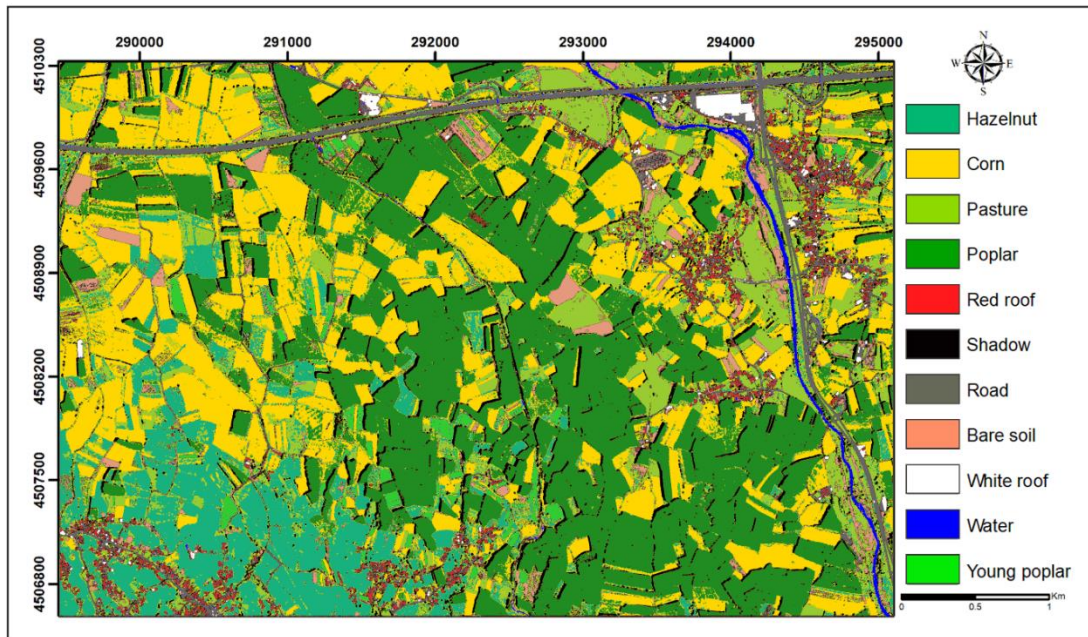 290000 291000 292000 293000 294000 295000
4510300
4509600
4508900
4508200
4507500
4506800
N
W E
S
Hazelnut
Corn
Pasture
Poplar
Red roof
Shadow
Road
Bare soil
White roof
Water
Young poplar
Km
0 0.5 1